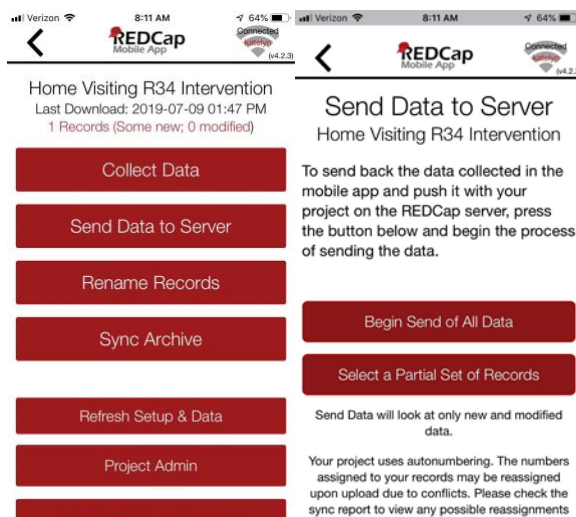 Verizon 8:11 AM 64%
REDCap
Mobile App
Connected
katelyn
(v4.2.3)
Home Visiting R34 Intervention
Last Download: 2019-07-09 01:47 PM
1 Records (Some new; 0 modified)
Collect Data
Send Data to Server
Rename Records
Sync Archive
Refresh Setup & Data
Project Admin
Verizon 8:11 AM 64%
REDCap
Mobile App
Connected
katelyn
(v4.2.
Send Data to Server
Home Visiting R34 Intervention
To send back the data collected in the
mobile app and push it with your
project on the REDCap server, press
the button below and begin the process
of sending the data.
Begin Send of All Data
Select a Partial Set of Records
Send Data will look at only new and modified
data.
Your project uses autonumbering. The numbers
assigned to your records may be reassigned
upon upload due to conflicts. Please check the
sync report to view any possible reassignments